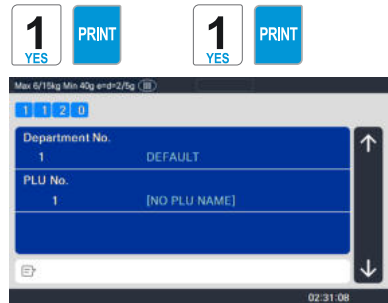 1 YES PRINT 1 YES PRINT
Max 6/15kg Min 40g e=d=2/5g (III)
1 1 2 0
Department No.
1 DEFAULT
PLU No.
1 [NO PLU NAME]
02:31:08